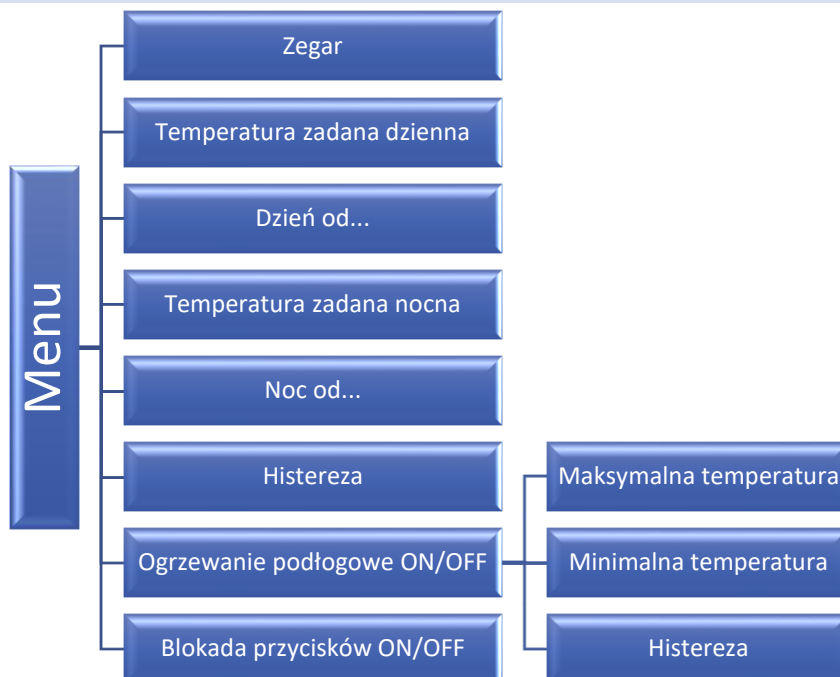 Menu
Zegar
Temperatura zadana dzienna
Dzień od...
Temperatura zadana nocna
Noc od...
Histereza
Ogrzewanie podłogowe ON/OFF
Maksymalna temperatura
Minimalna temperatura
Histereza
Blokada przycisków ON/OFF